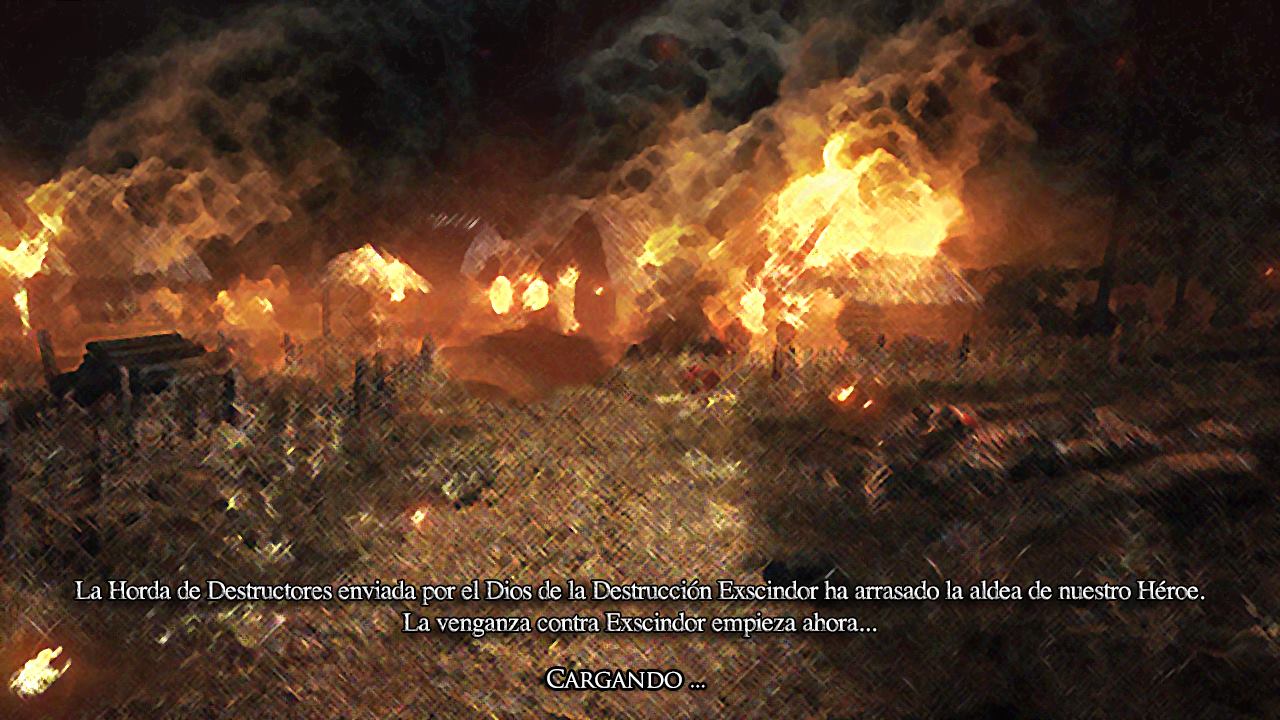 La Horda de Destructores enviada por el Dios de la Destrucción Exscindor ha arrasado la aldea de nuestro Héroe.
La venganza contra Exscindor empieza ahora...
Cargando ...